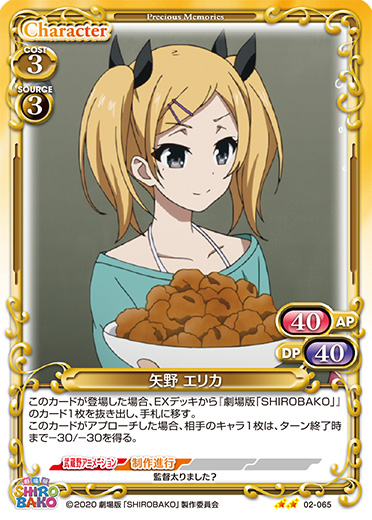 Precious Memories
Character
COST
3
SOURCE
3
40 AP
DP 40
矢野 エリカ
このカードが登場した場合、EXデッキから『劇場版「SHIROBAKO」』
のカード1枚を抜き出し、手札に移す。
このカードがアプローチした場合、相手のキャラ1枚は、ターン終了時
まで−30/−30を得る。
武蔵野アニメーション 制作進行
監督太りました?
劇場版
SHIRO
BAKO
©2020 劇場版「SHIROBAKO」製作委員会
02-065